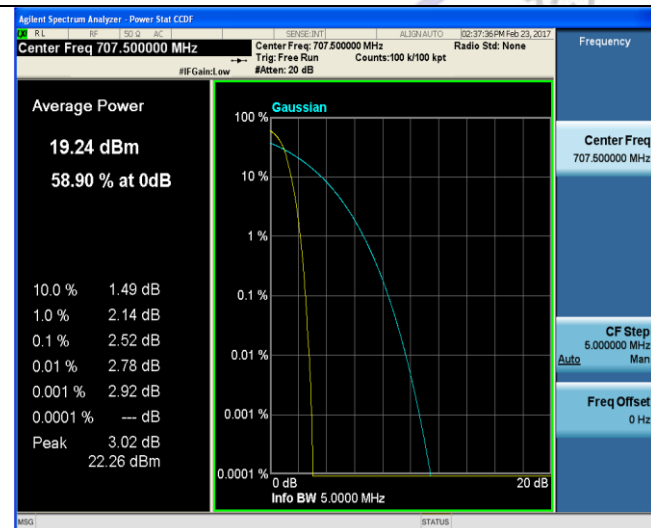 Agilent Spectrum Analyzer - Power Stat CCDF
RL RF 50 Ω AC SENSE:INT ALIGNAUTO 02:37:36PM Feb 23, 2017
Center Freq 707.500000 MHz
Center Freq: 707.500000 MHz Radio Std: None
Trig: Free Run Counts:100 k/100 kpt
#IFGain:Low #Atten: 20 dB
Frequency
Average Power
19.24 dBm
58.90 % at 0dB
10.0 % 1.49 dB
1.0 % 2.14 dB
0.1 % 2.52 dB
0.01 % 2.78 dB
0.001 % 2.92 dB
0.0001 % --- dB
Peak 3.02 dB
22.26 dBm
Gaussian
100 %
10 %
1 %
0.1 %
0.01 %
0.001 %
0.0001 %
0 dB 20 dB
Info BW 5.0000 MHz
Center Freq
707.500000 MHz
CF Step
5.000000 MHz
Auto Man
Freq Offset
0 Hz
MSG STATUS